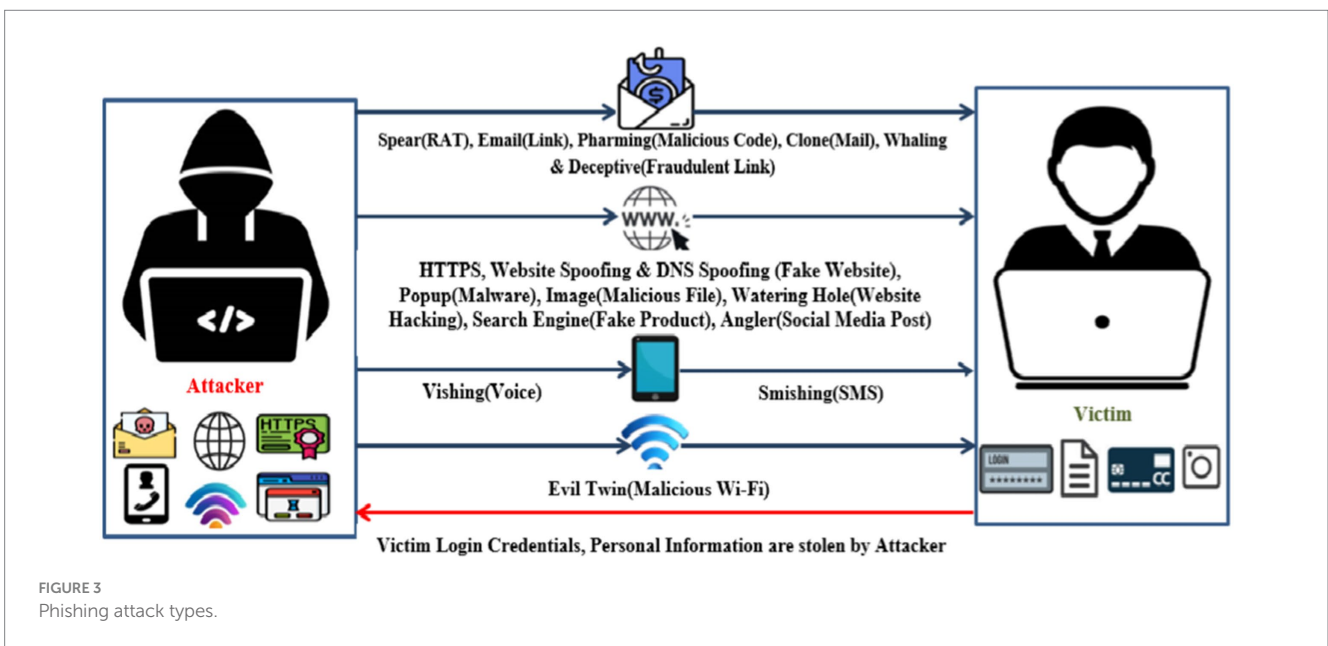 Spear(RAT), Email(Link), Pharming(Malicious Code), Clone(Mail), Whaling
& Deceptive(Fraudulent Link)
WWW.
HTTPS, Website Spoofing & DNS Spoofing (Fake Website),
Popup(Malware), Image(Malicious File), Watering Hole(Website
Hacking), Search Engine(Fake Product), Angler(Social Media Post)
</>
Attacker
Vishing(Voice)
Smishing(SMS)
Victim
HTTPS
LOGIN
********
CC
Evil Twin(Malicious Wi-Fi)
Victim Login Credentials, Personal Information are stolen by Attacker
FIGURE 3
Phishing attack types.